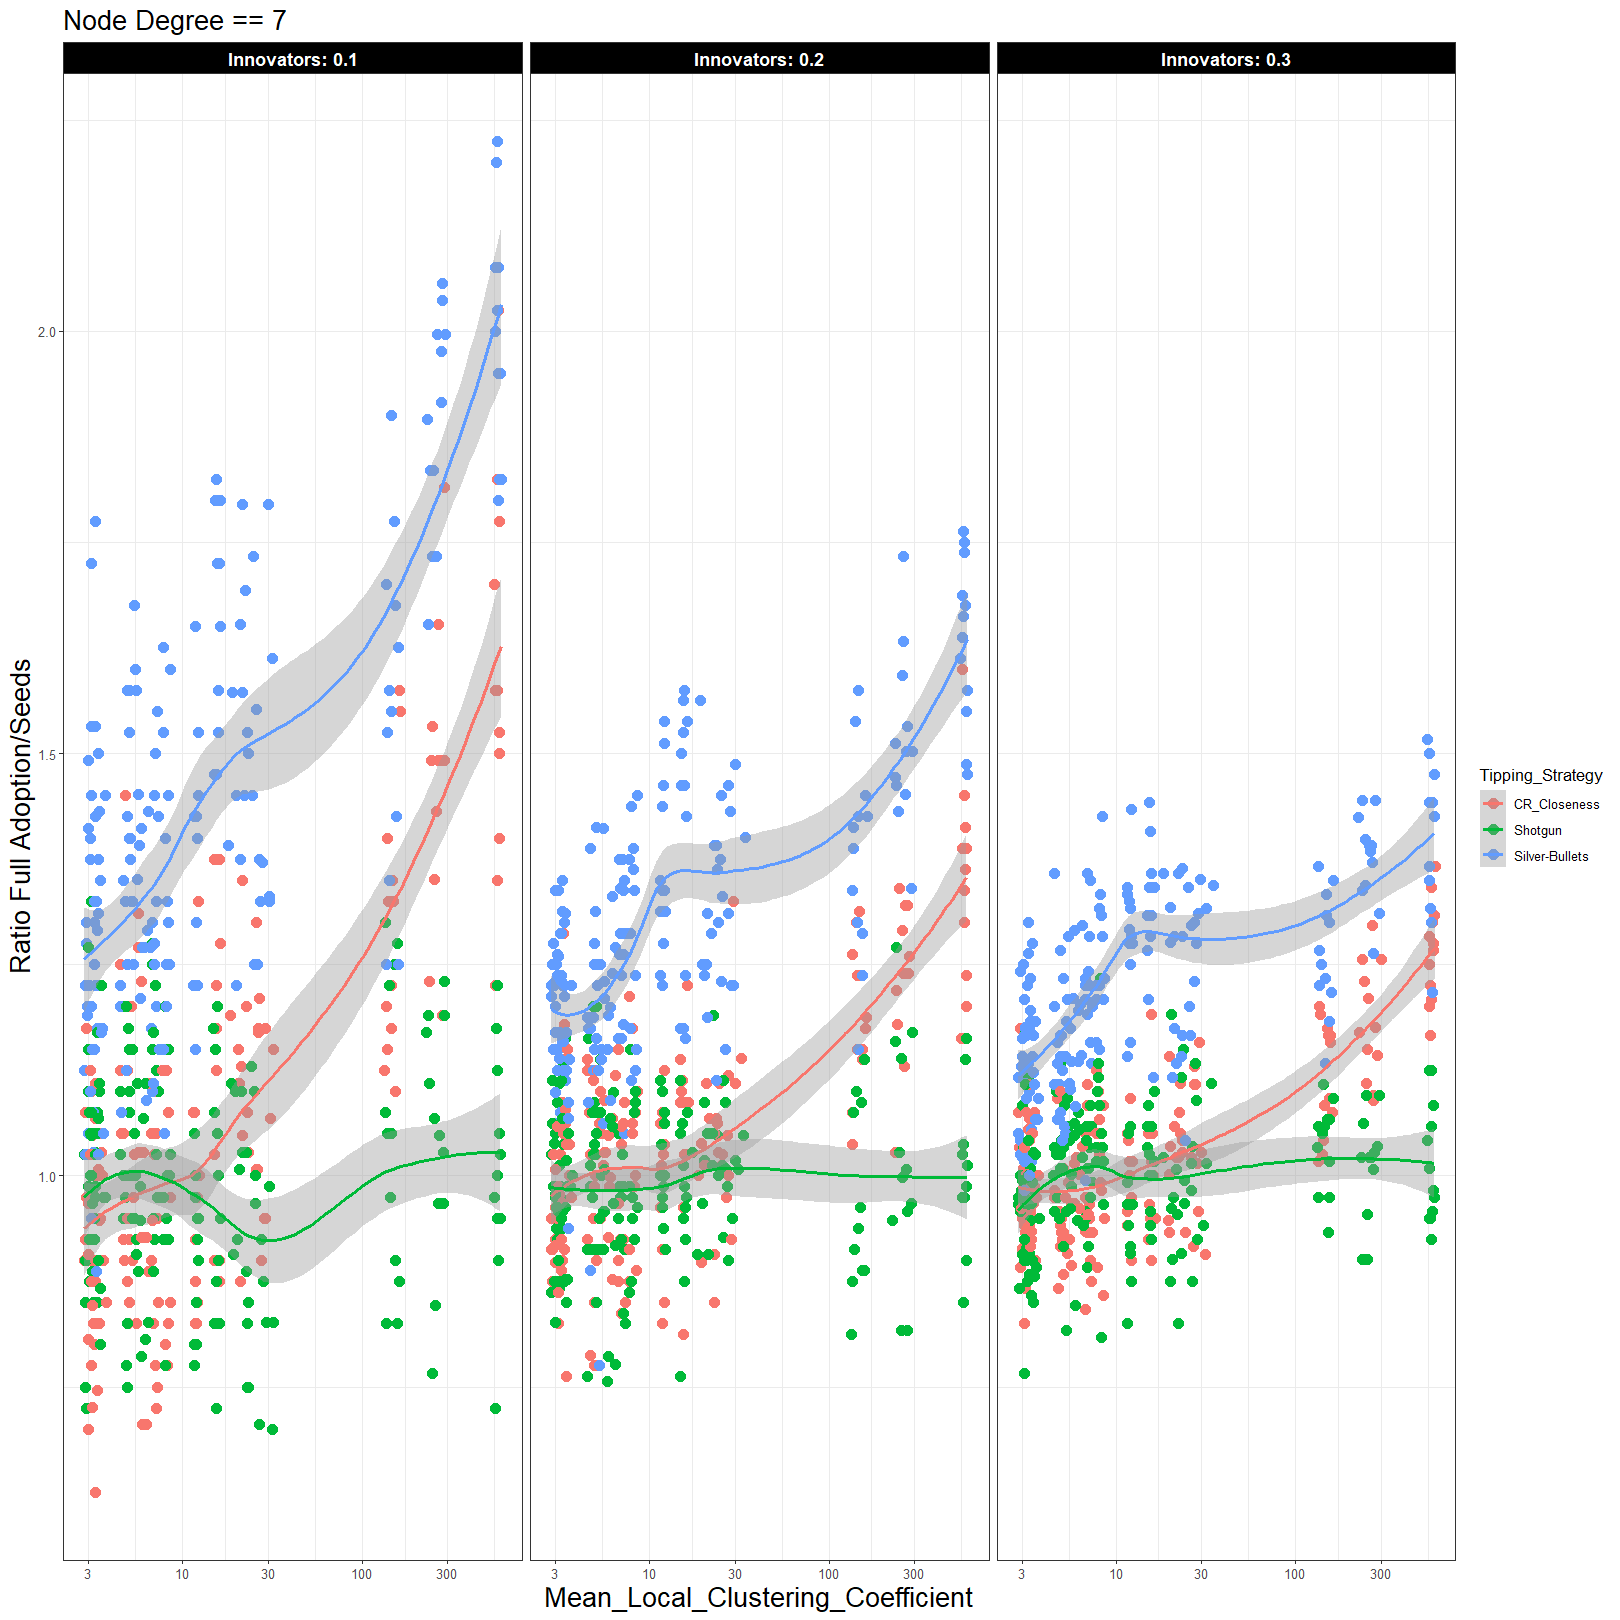 Node Degree == 7
Innovators: 0.1
Innovators: 0.2
Innovators: 0.3
Ratio Full Adoption/Seeds
2.0
1.5
1.0
3 10 30 100 300
3 10 30 100 300
3 10 30 100 300
Mean_Local_Clustering_Coefficient
Tipping_Strategy
CR_Closeness
Shotgun
Silver-Bullets